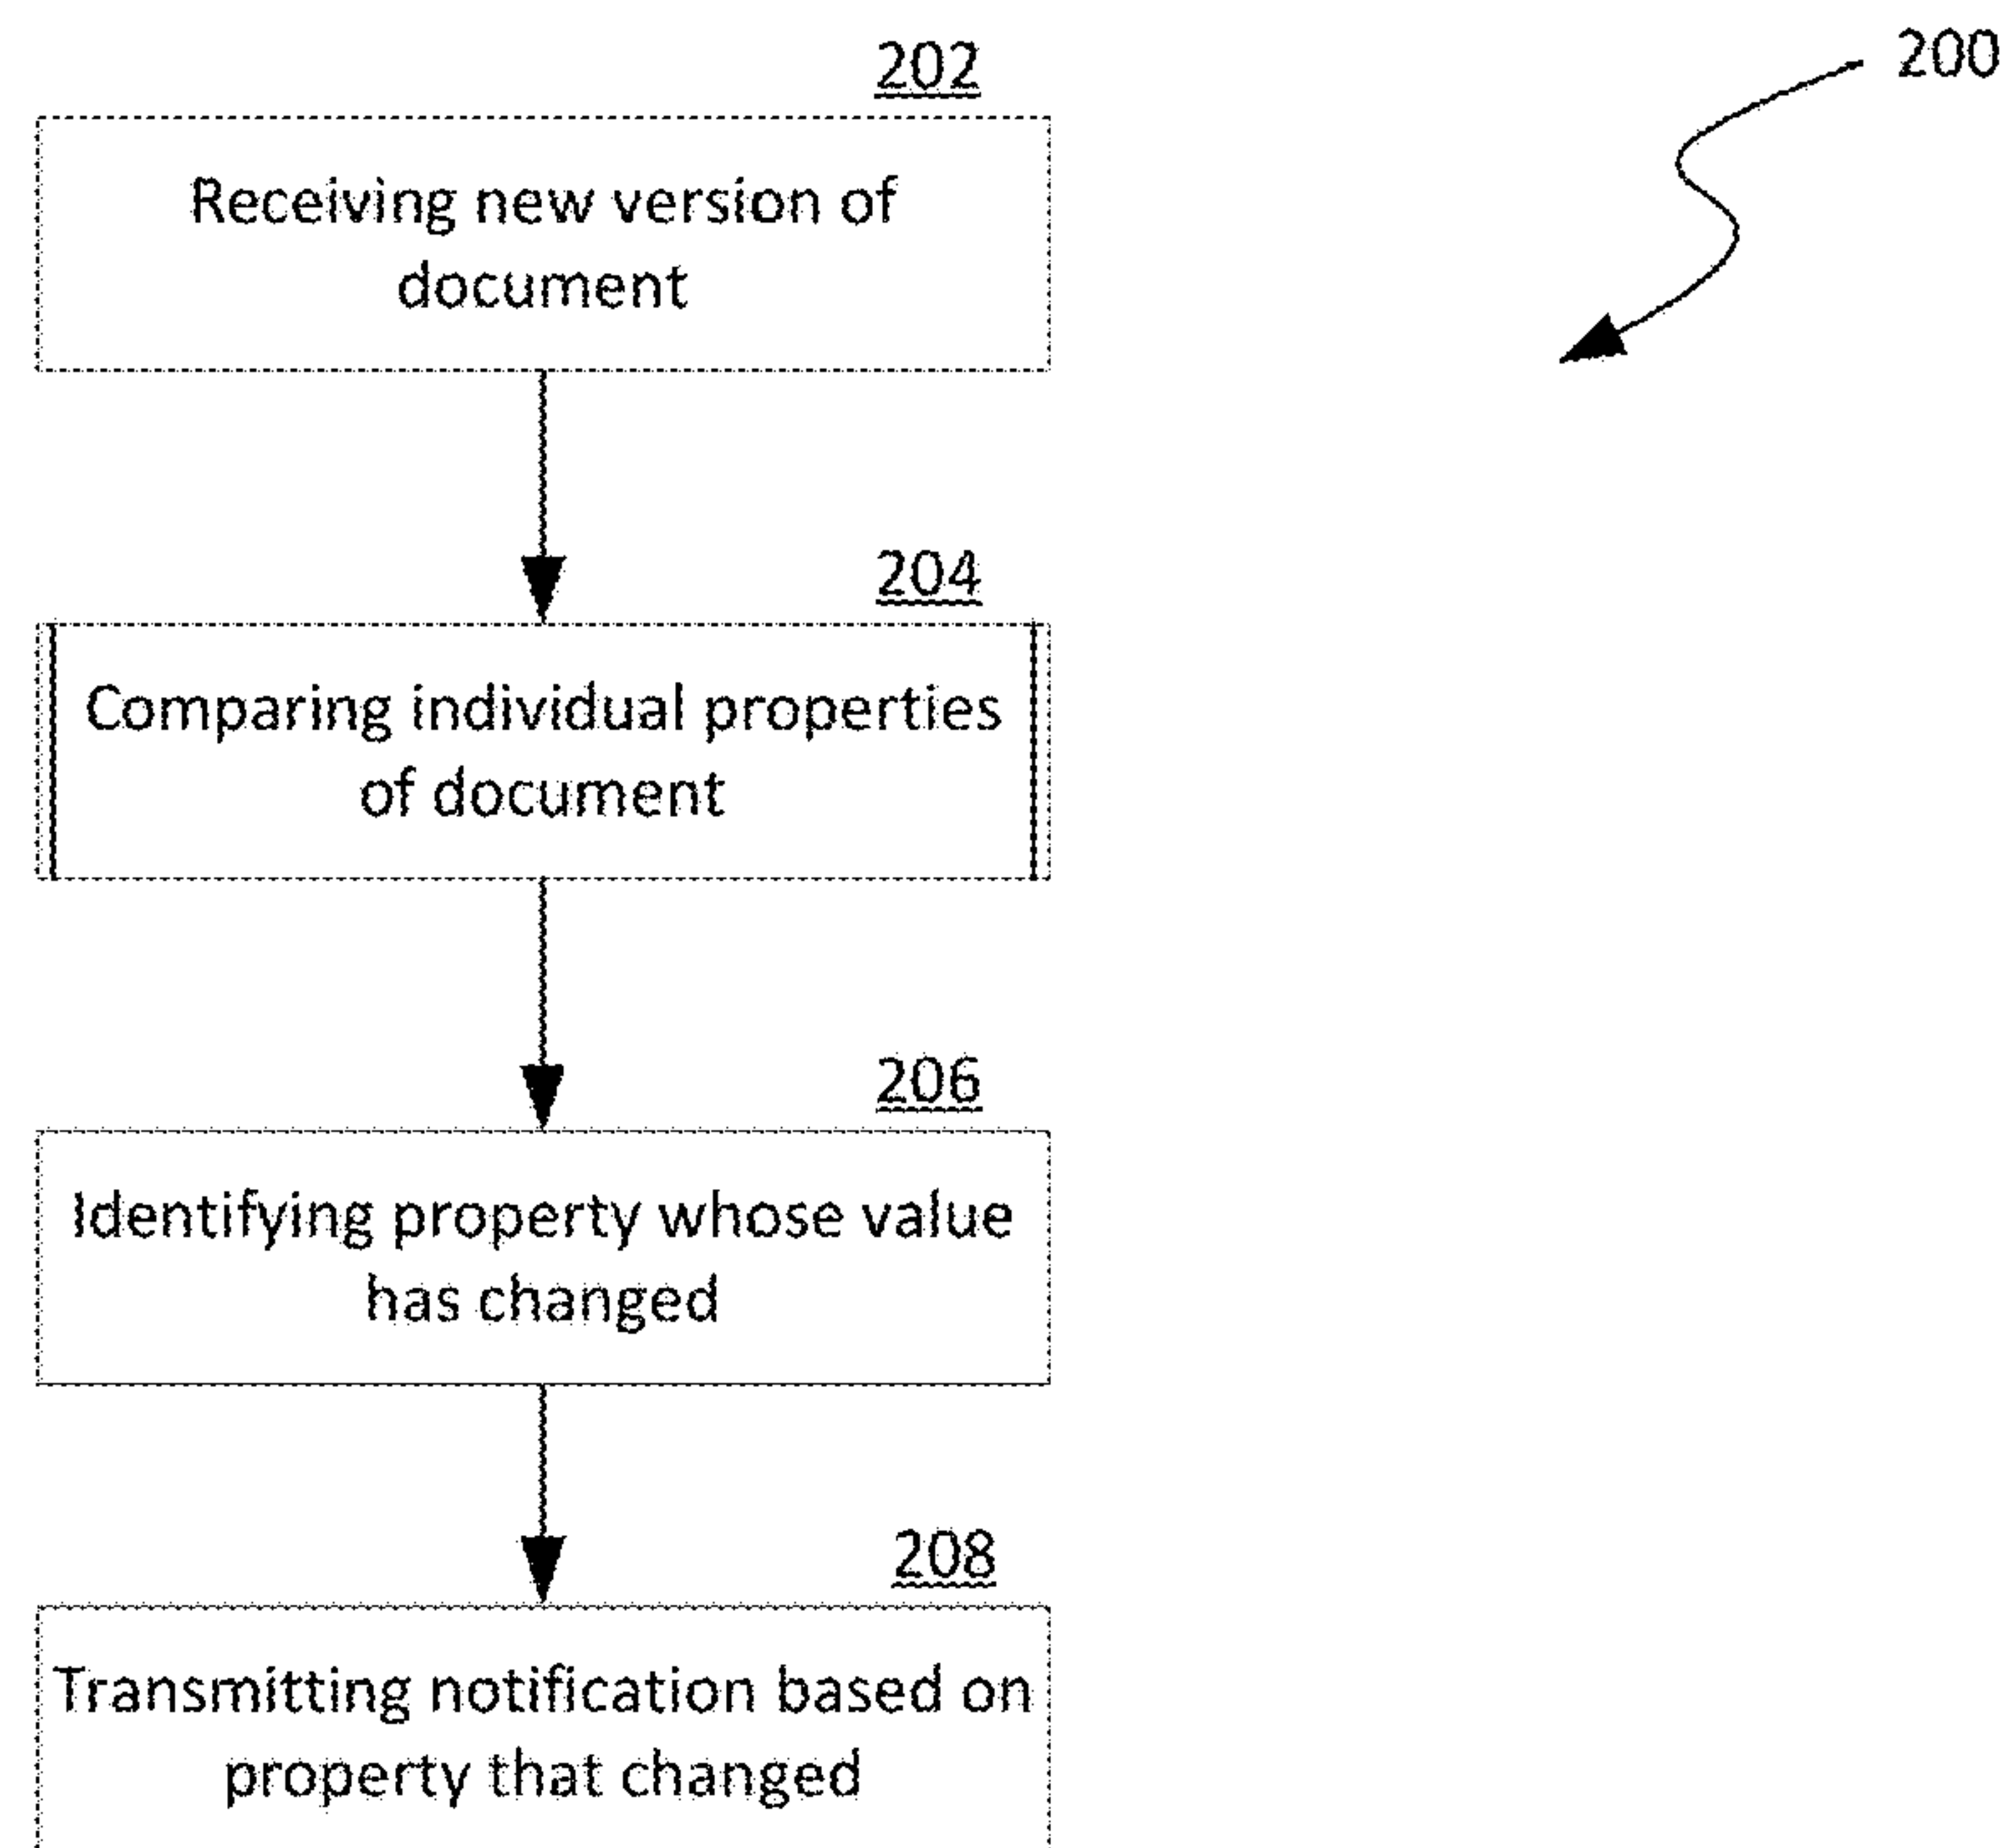 200
202
Receiving new version of
document
204
Comparing individual properties
of document
206
Identifying property whose value
has changed
208
Transmitting notification based on
property that changed